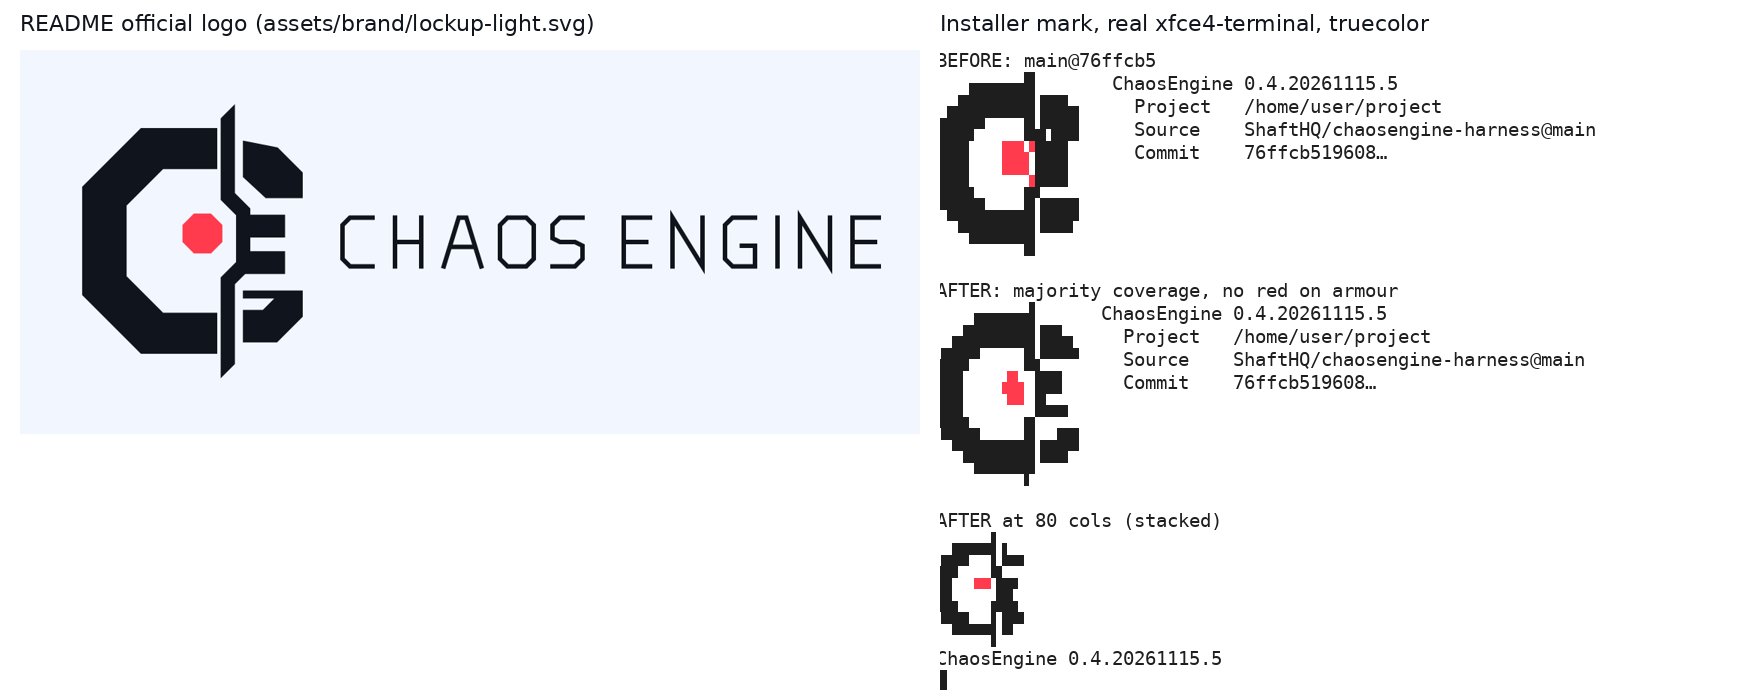 README official logo (assets/brand/lockup-light.svg)
CHAOS ENGINE
Installer mark, real xfce4-terminal, truecolor
BEFORE: main@76ffcb5
ChaosEngine 0.4.20261115.5
Project /home/user/project
Source ShaftHQ/chaosengine-harness@main
Commit 76ffcb519608…
AFTER: majority coverage, no red on armour
ChaosEngine 0.4.20261115.5
Project /home/user/project
Source ShaftHQ/chaosengine-harness@main
Commit 76ffcb519608…
AFTER at 80 cols (stacked)
ChaosEngine 0.4.20261115.5